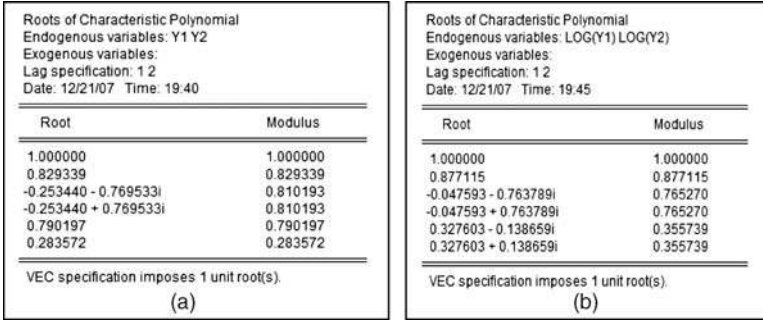 Roots of Characteristic Polynomial
Endogenous variables: Y1 Y2
Exogenous variables:
Lag specification: 1 2
Date: 12/21/07 Time: 19:40
Root Modulus
1.000000 1.000000
0.829339 0.829339
-0.253440 - 0.769533i 0.810193
-0.253440 + 0.769533i 0.810193
0.790197 0.790197
0.283572 0.283572
VEC specification imposes 1 unit root(s).
(a)
Roots of Characteristic Polynomial
Endogenous variables: LOG(Y1) LOG(Y2)
Exogenous variables:
Lag specification: 1 2
Date: 12/21/07 Time: 19:45
Root Modulus
1.000000 1.000000
0.877115 0.877115
-0.047593 - 0.763789i 0.765270
-0.047593 + 0.763789i 0.765270
0.327603 - 0.138659i 0.355739
0.327603 + 0.138659i 0.355739
VEC specification imposes 1 unit root(s).
(b)